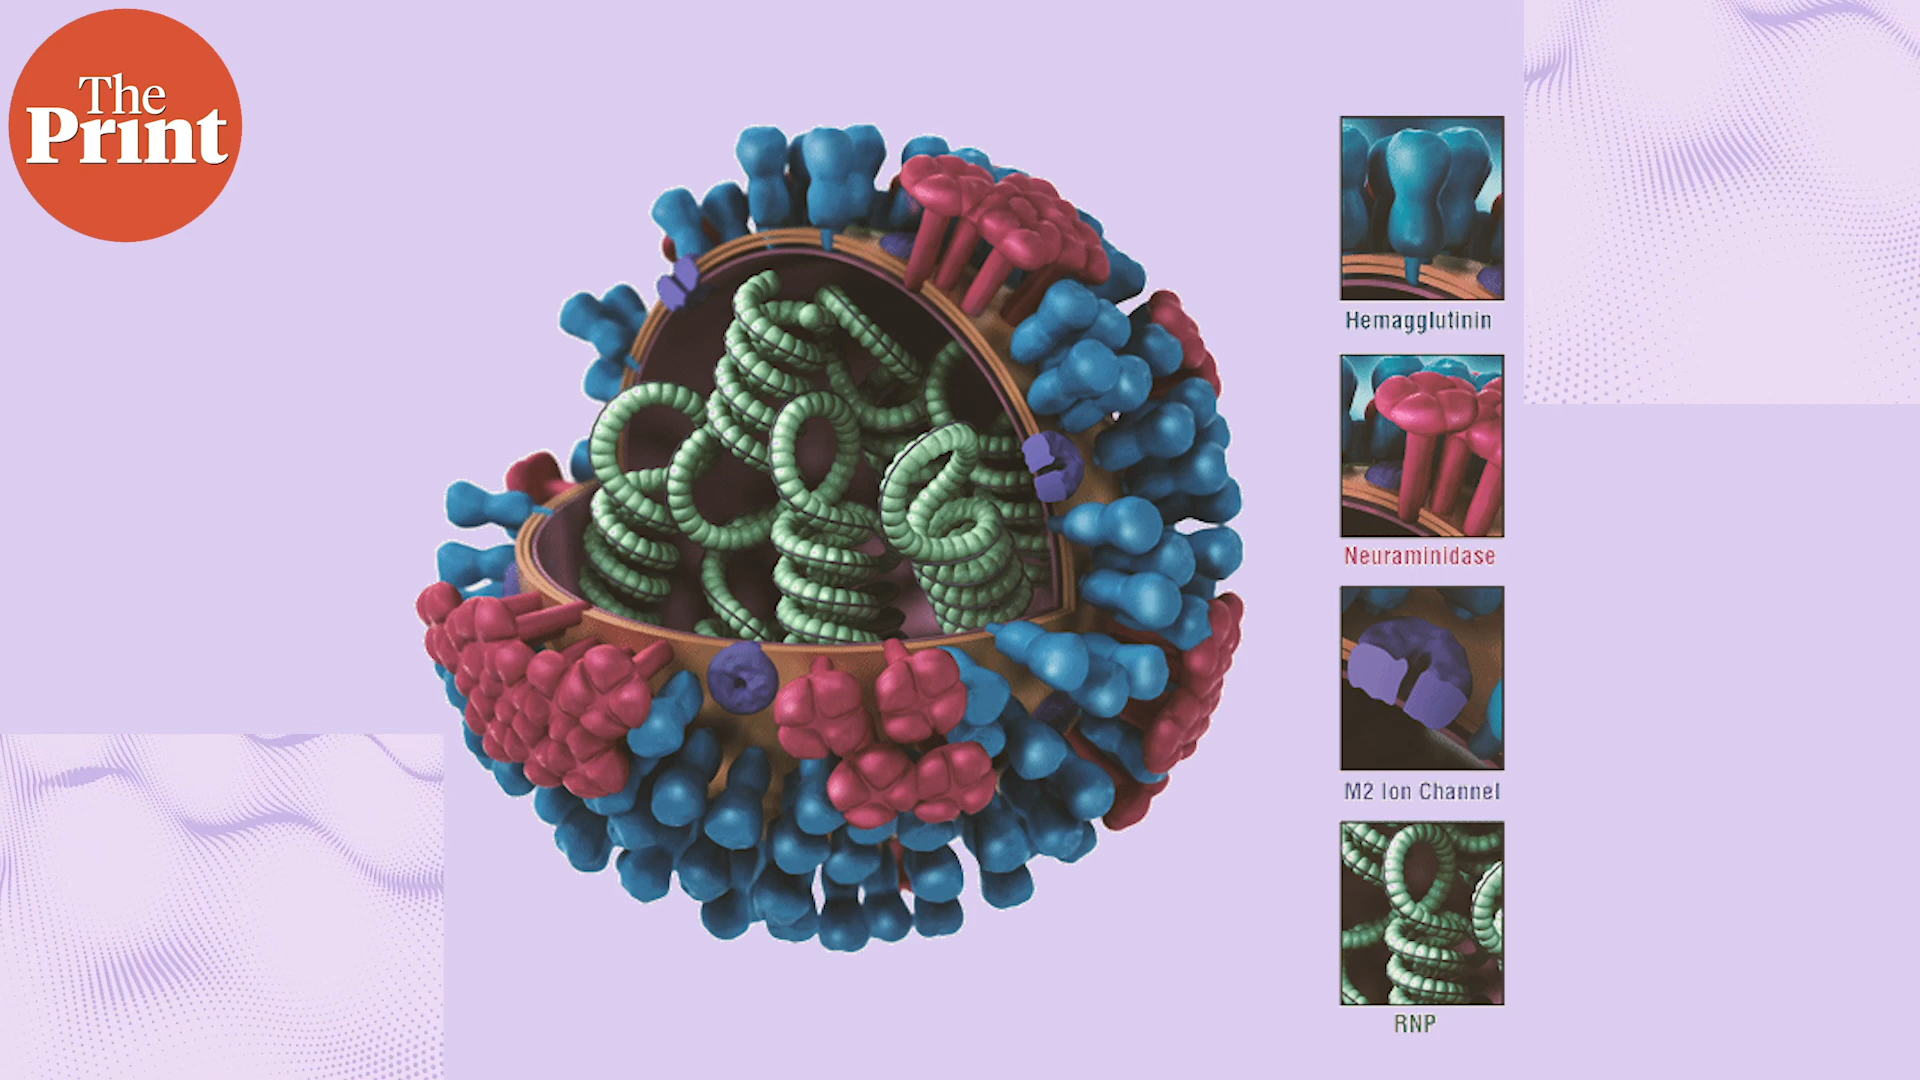 The
Print
Hemagglutinin
Neuraminidase
M2 Ion Channel
RNP